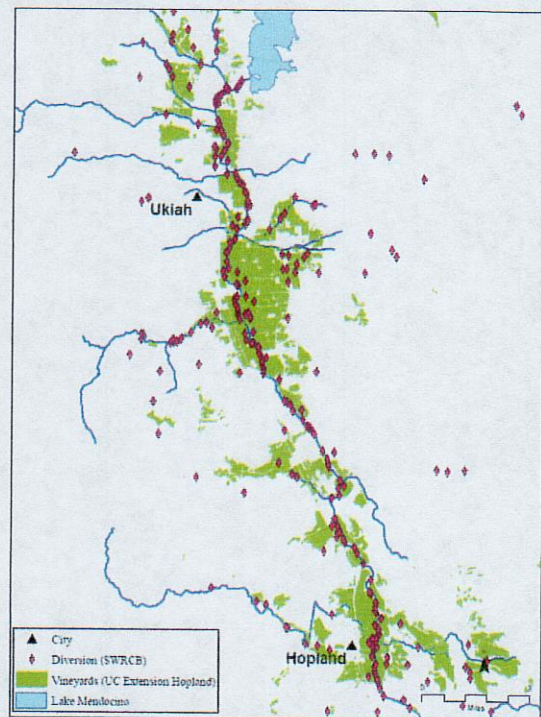 Ukiah
Hopland
City
Diversion (SWRCB)
Vineyards (UC Extension Hopland)
Lake Mendocino
Miles